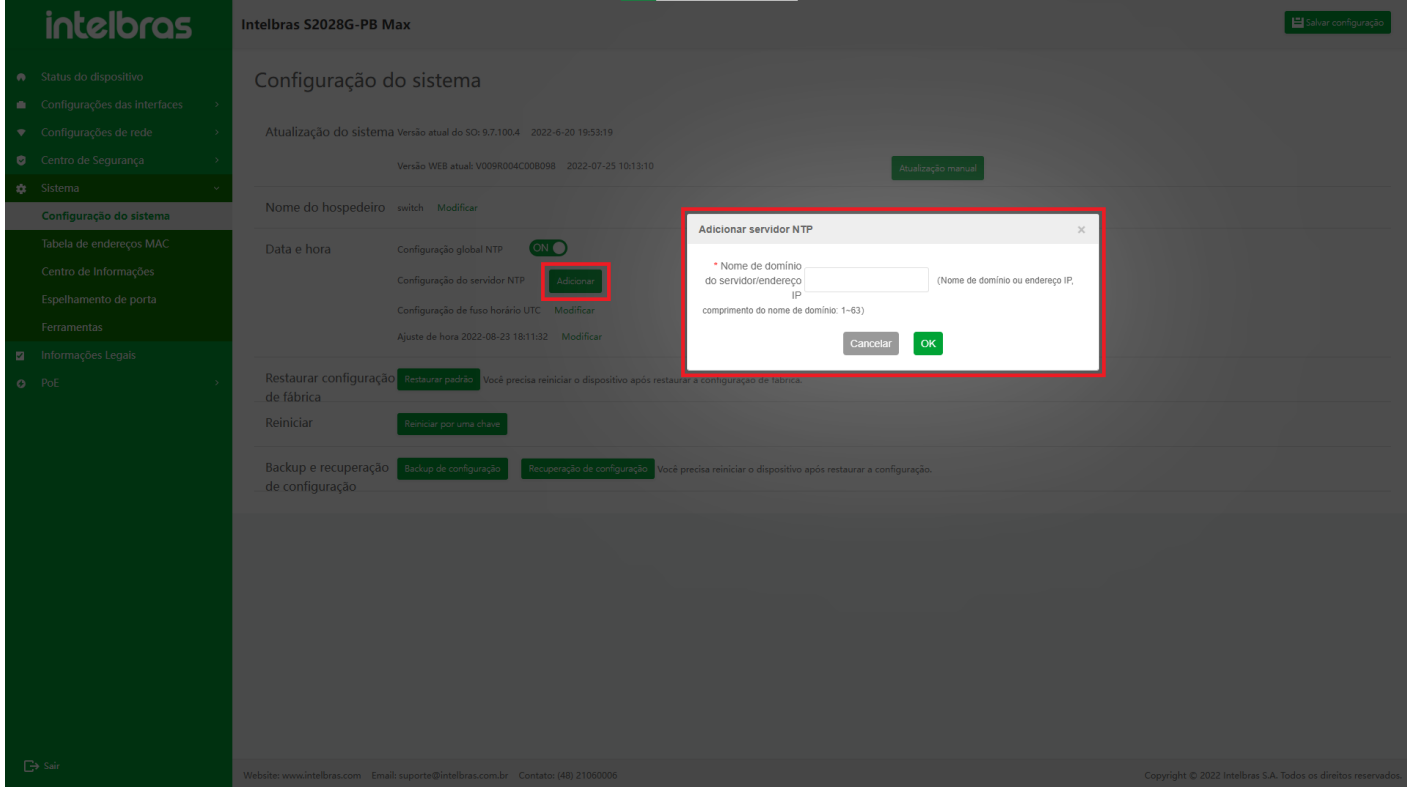 intelbras
Intelbras S2028G-PB Max
Salvar configuração
Status do dispositivo
Configurações das Interfaces
Configurações de rede
Centro de Segurança
Sistema
Configuração do sistema
Tabela de endereços MAC
Centro de Informações
Espelhamento de porta
Ferramentas
Informações Legais
PoE
Sair
Configuração do sistema
Atualização do sistema Versão atual do SO: 9.7.100.4 2022-6-20 19:53:19
Versão WEB atual: V009R004C00B098 2022-07-25 10:13:10 Atualização manual
Nome do hospedeiro switch Modificar
Data e hora Configuração global NTP ON
Configuração do servidor NTP Adicionar
Configuração de fuso horário UTC Modificar
Ajuste de hora 2022-08-23 18:11:32 Modificar
Restaurar configuração de fábrica Restaurar padrão Você precisa reiniciar o dispositivo após restaurar a configuração de fábrica.
Reiniciar Reiniciar por uma chave
Backup e recuperação de configuração Backup de configuração Recuperação de configuração Você precisa reiniciar o dispositivo após restaurar a configuração.
Adicionar servidor NTP ×
* Nome de domínio
do servidor/endereço
IP
(Nome de domínio ou endereço IP,
comprimento do nome de domínio: 1~63)
Cancelar OK
Website: www.intelbras.com Email: suporte@intelbras.com.br Contato: (48) 21060006
Copyright © 2022 Intelbras S.A. Todos os direitos reservados.